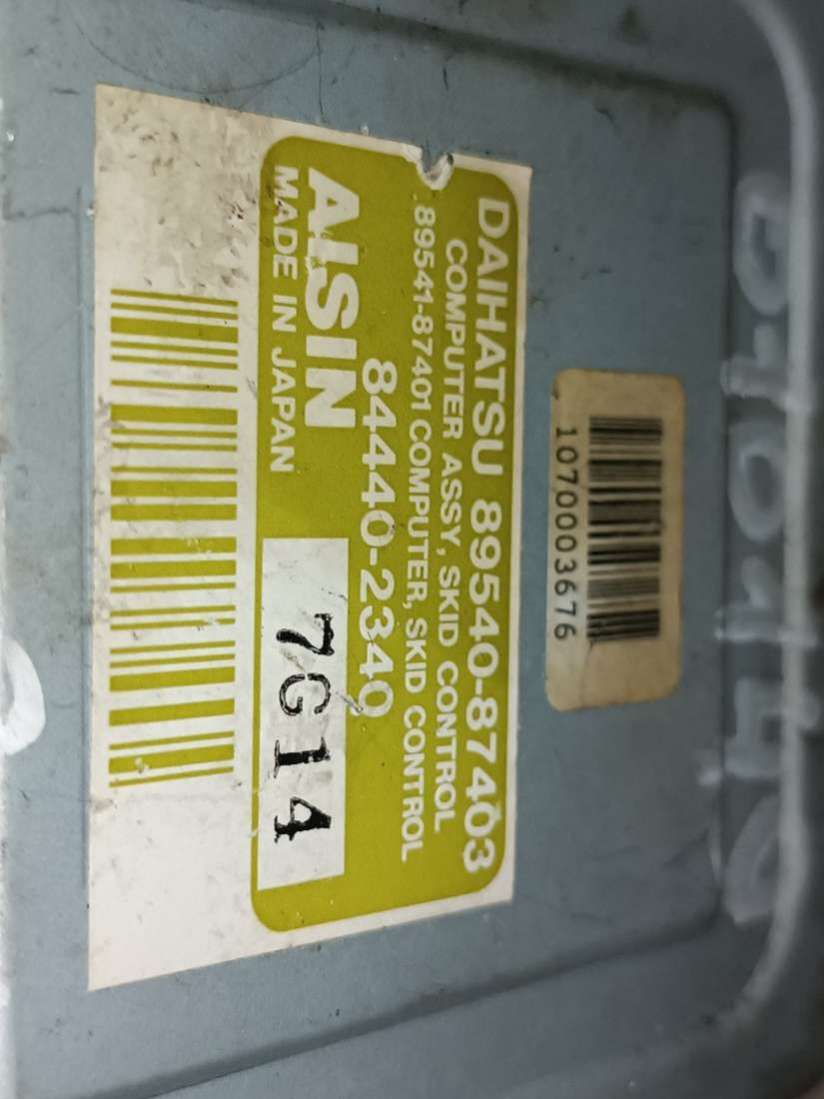 DAIHATSU 89540-87403
COMPUTER ASSY, SKID CONTROL
89541-87401 COMPUTER, SKID CONTROL
84440-2340
AISIN
MADE IN JAPAN
7G14
1070003676